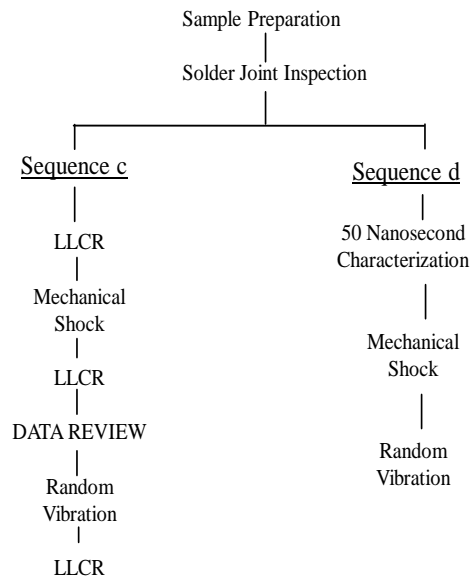 Sample Preparation
Solder Joint Inspection
Sequence c
LLCR
Mechanical
Shock
LLCR
DATA REVIEW
Random
Vibration
LLCR
Sequence d
50 Nanosecond
Characterization
Mechanical
Shock
Random
Vibration